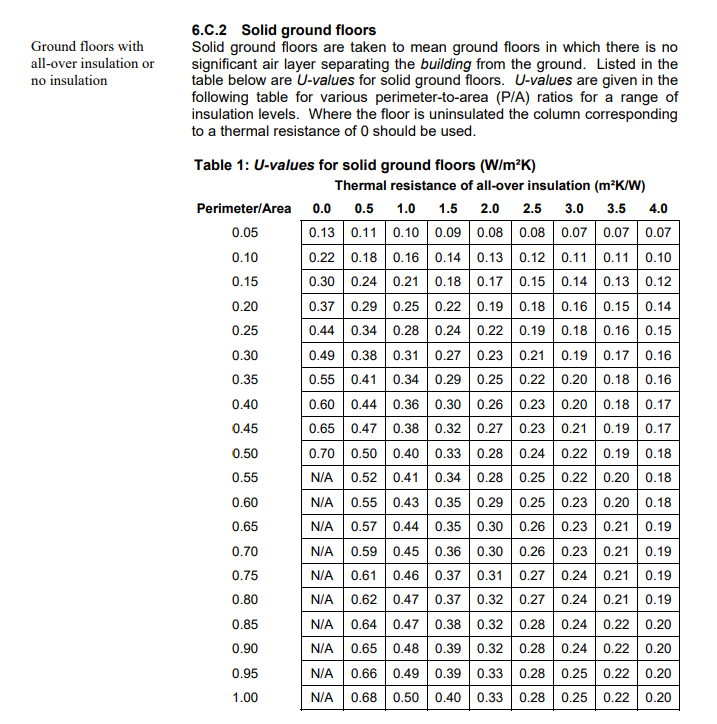 Ground floors with
all-over insulation or
no insulation
6.C.2 Solid ground floors
Solid ground floors are taken to mean ground floors in which there is no
significant air layer separating the building from the ground. Listed in the
table below are U-values for solid ground floors. U-values are given in the
following table for various perimeter-to-area (P/A) ratios for a range of
insulation levels. Where the floor is uninsulated the column corresponding
to a thermal resistance of 0 should be used.
Table 1: U-values for solid ground floors (W/m²K)
Thermal resistance of all-over insulation (m²K/W)
Perimeter/Area 0.0 0.5 1.0 1.5 2.0 2.5 3.0 3.5 4.0
0.05 0.13 0.11 0.10 0.09 0.08 0.08 0.07 0.07 0.07
0.10 0.22 0.18 0.16 0.14 0.13 0.12 0.11 0.11 0.10
0.15 0.30 0.24 0.21 0.18 0.17 0.15 0.14 0.13 0.12
0.20 0.37 0.29 0.25 0.22 0.19 0.18 0.16 0.15 0.14
0.25 0.44 0.34 0.28 0.24 0.22 0.19 0.18 0.16 0.15
0.30 0.49 0.38 0.31 0.27 0.23 0.21 0.19 0.17 0.16
0.35 0.55 0.41 0.34 0.29 0.25 0.22 0.20 0.18 0.16
0.40 0.60 0.44 0.36 0.30 0.26 0.23 0.20 0.18 0.17
0.45 0.65 0.47 0.38 0.32 0.27 0.23 0.21 0.19 0.17
0.50 0.70 0.50 0.40 0.33 0.28 0.24 0.22 0.19 0.18
0.55 N/A 0.52 0.41 0.34 0.28 0.25 0.22 0.20 0.18
0.60 N/A 0.55 0.43 0.35 0.29 0.25 0.23 0.20 0.18
0.65 N/A 0.57 0.44 0.35 0.30 0.26 0.23 0.21 0.19
0.70 N/A 0.59 0.45 0.36 0.30 0.26 0.23 0.21 0.19
0.75 N/A 0.61 0.46 0.37 0.31 0.27 0.24 0.21 0.19
0.80 N/A 0.62 0.47 0.37 0.32 0.27 0.24 0.21 0.19
0.85 N/A 0.64 0.47 0.38 0.32 0.28 0.24 0.22 0.20
0.90 N/A 0.65 0.48 0.39 0.32 0.28 0.24 0.22 0.20
0.95 N/A 0.66 0.49 0.39 0.33 0.28 0.25 0.22 0.20
1.00 N/A 0.68 0.50 0.40 0.33 0.28 0.25 0.22 0.20